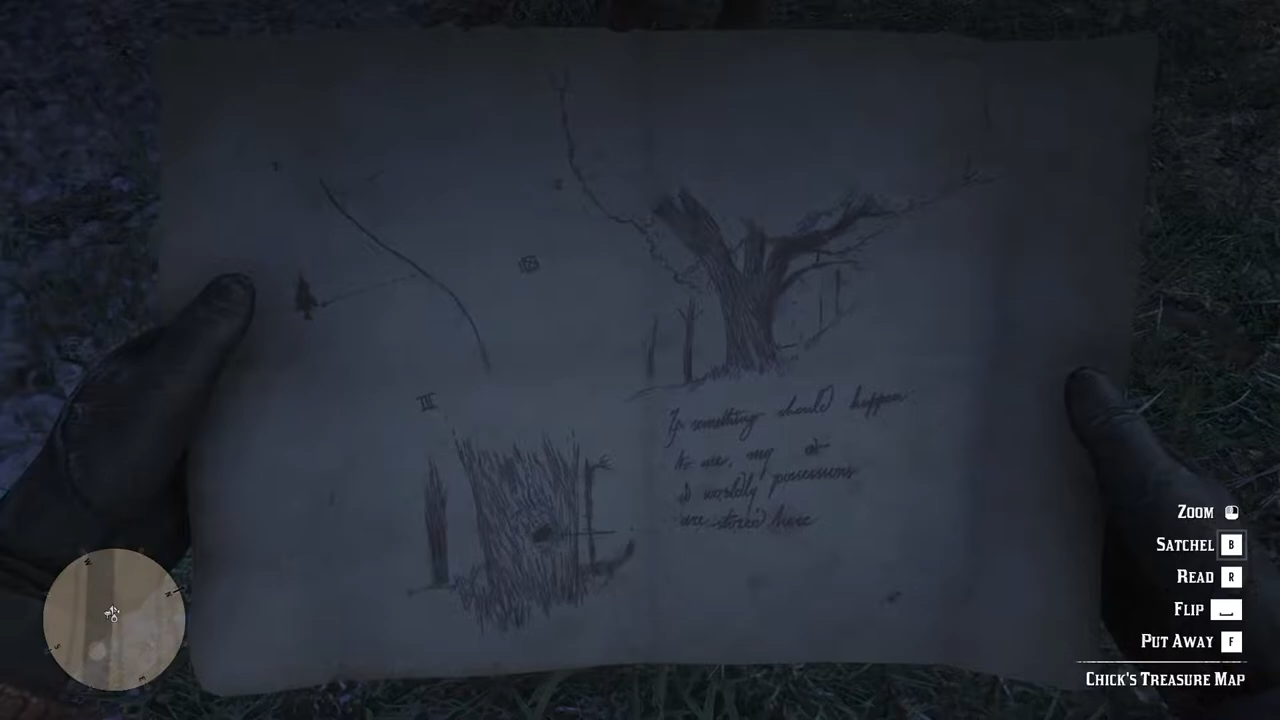 III
If something should happen
to me, my
worldly possessions
are stored here
Zoom
Satchel B
Read R
Flip
Put Away F
Chick's Treasure Map